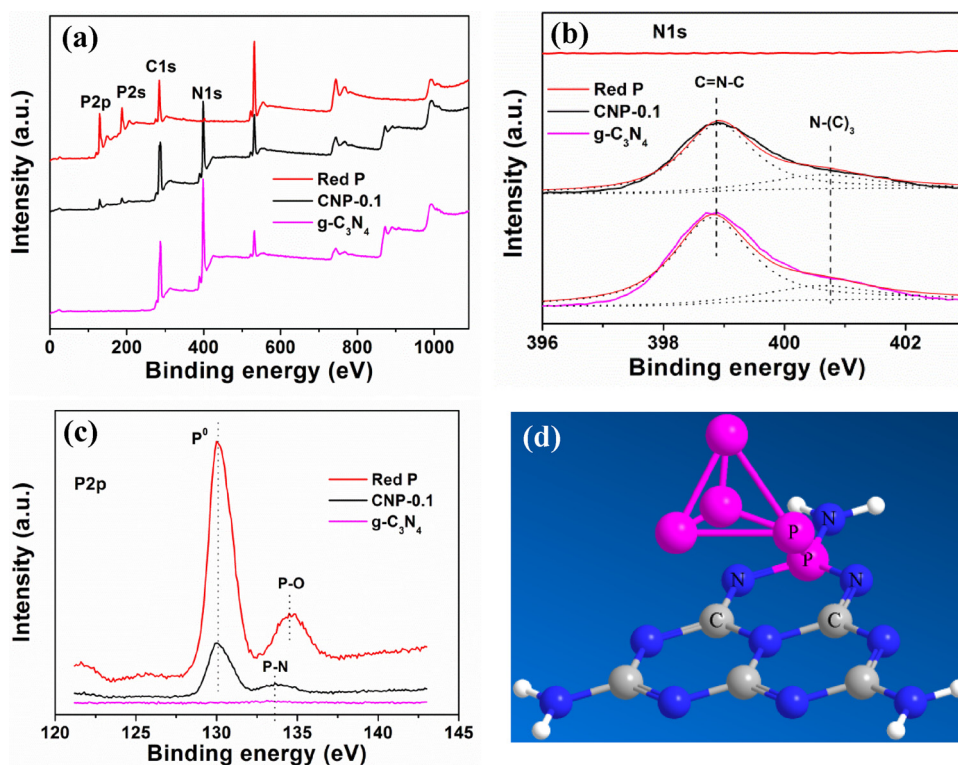 (a)
P2p
P2s
C1s
N1s
Red P
CNP-0.1
g-C₃N₄
Intensity (a.u.)
0 200 400 600 800 1000
Binding energy (eV)
(b)
N1s
C=N-C
N-(C)₃
Red P
CNP-0.1
g-C₃N₄
Intensity (a.u.)
396 398 400 402
Binding energy (eV)
(c)
P⁰
P2p
Red P
CNP-0.1
g-C₃N₄
P-O
P-N
Intensity (a.u.)
120 125 130 135 140 145
Binding energy (eV)
(d)
N
P
P
N
N
C
C